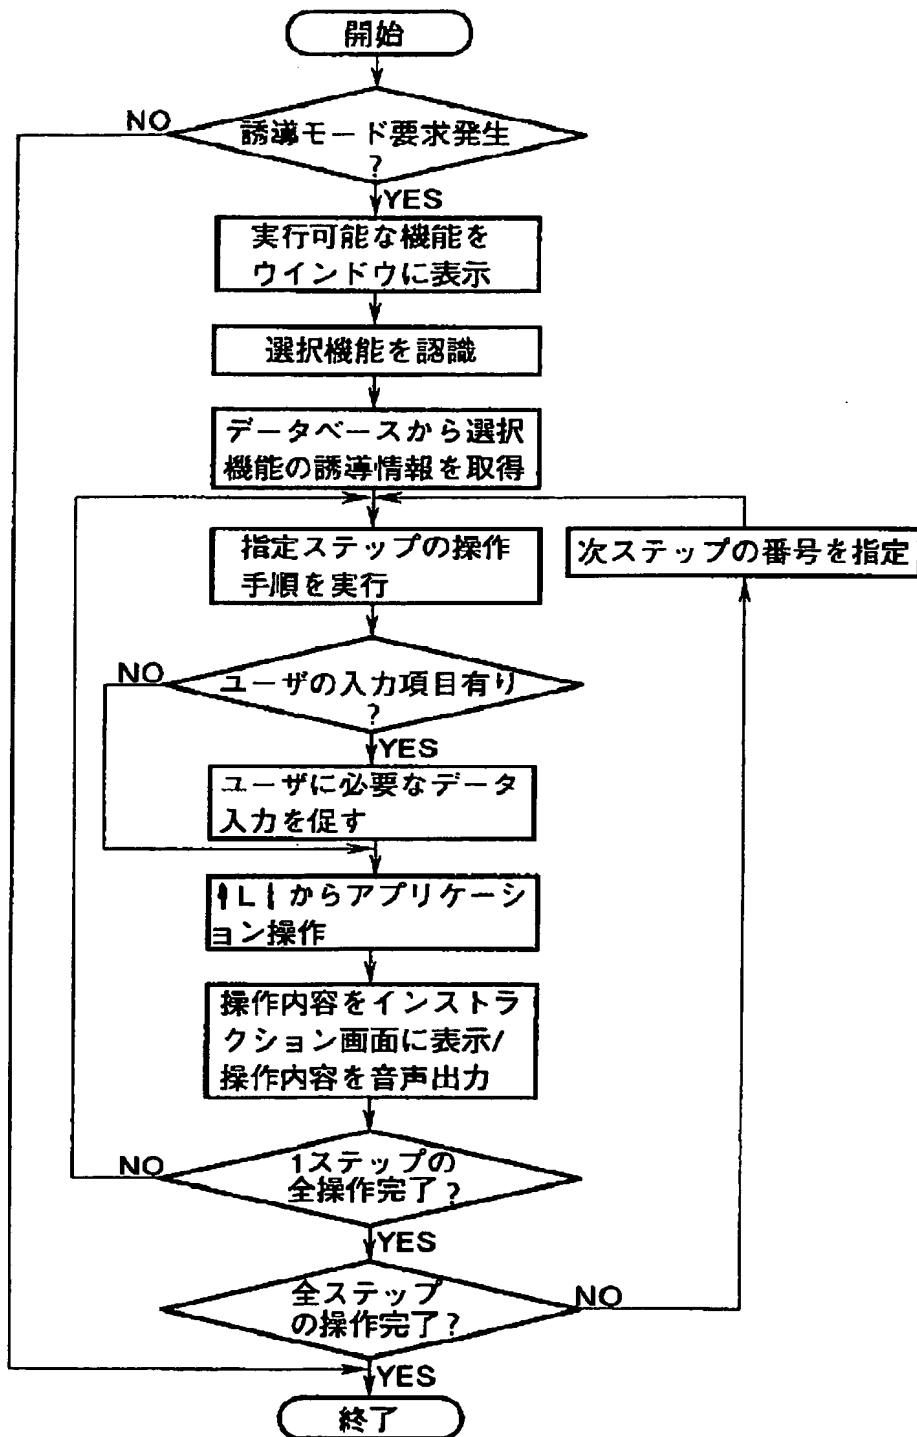 開始
NO
誘導モード要求発生
?
YES
実行可能な機能を
ウインドウに表示
選択機能を認識
データベースから選択
機能の誘導情報を取得
指定ステップの操作
手順を実行
次ステップの番号を指定
NO
ユーザの入力項目有り
?
YES
ユーザに必要なデータ
入力を促す
からアプリケーシ
ョン操作
操作内容をインストラ
クション画面に表示/
操作内容を音声出力
NO
1ステップの
全操作完了?
YES
全ステップ
の操作完了?
NO
YES
終了